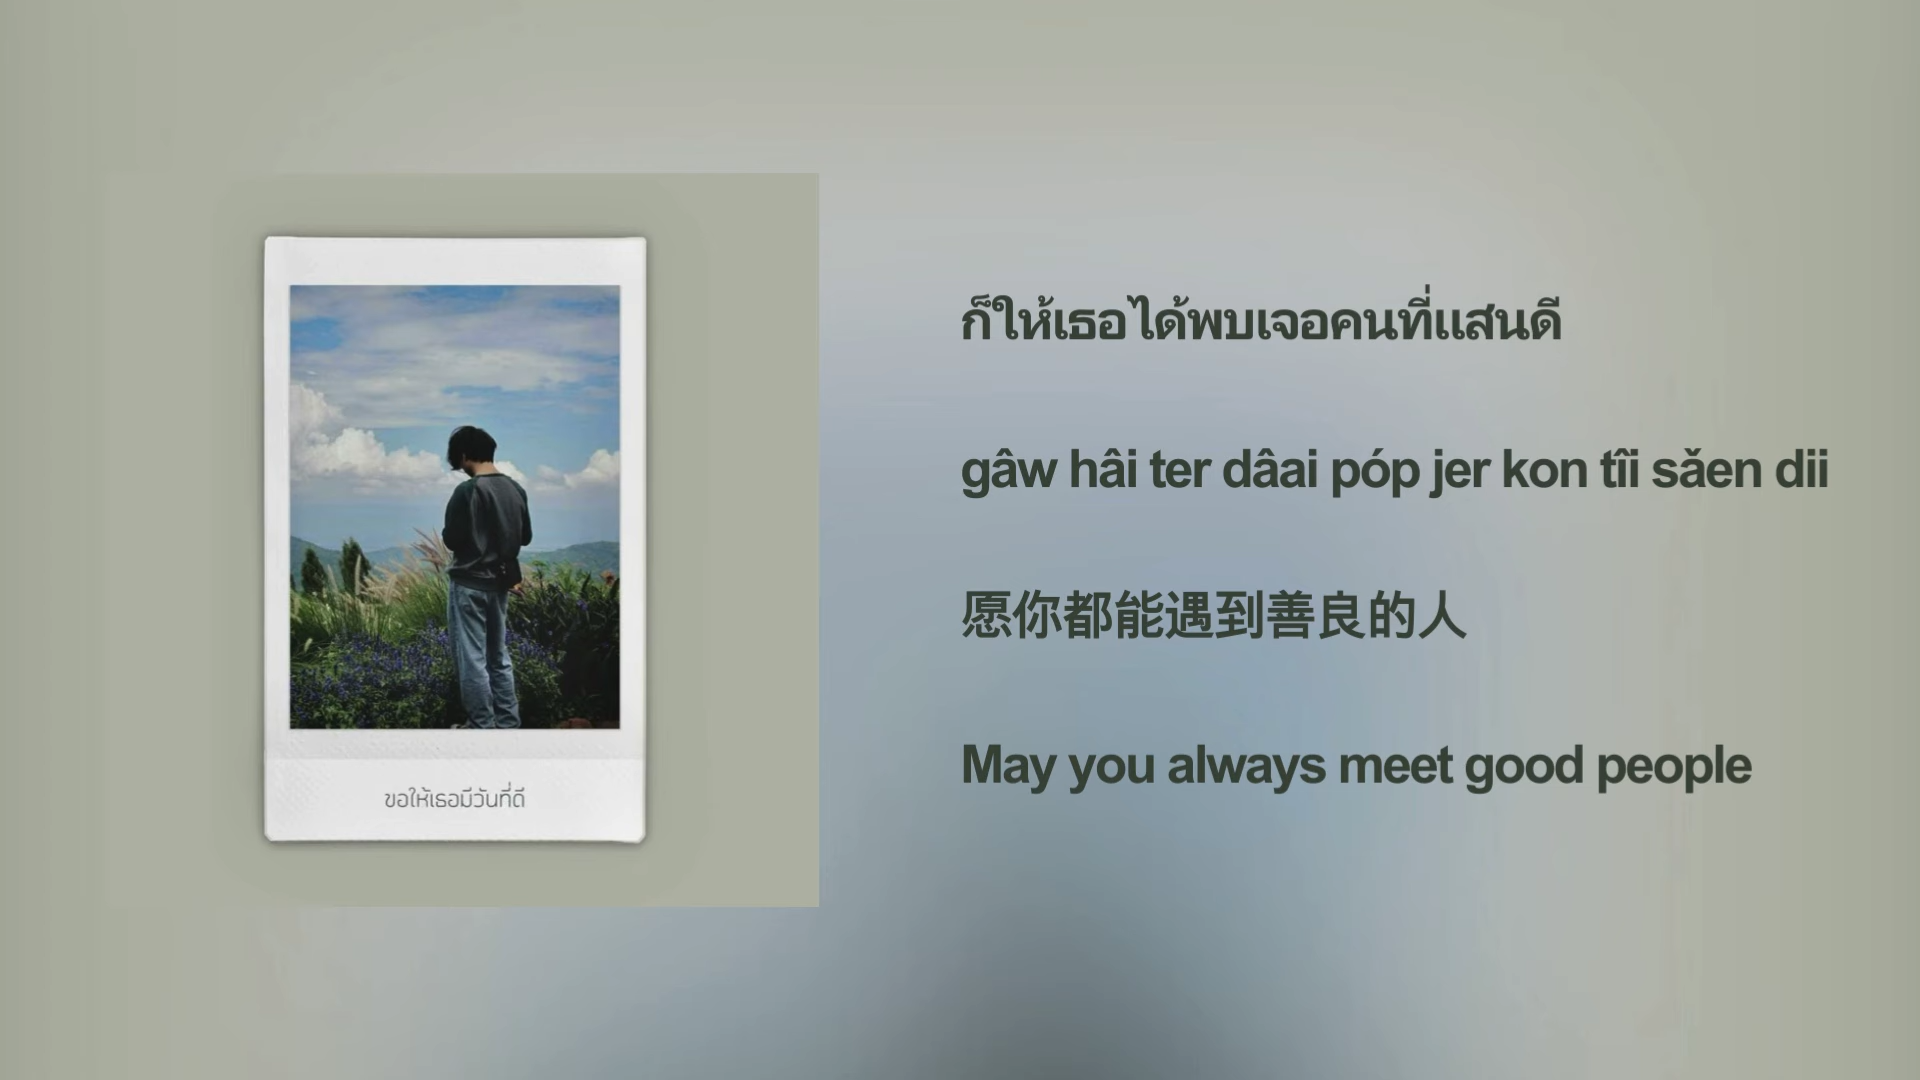 ขอให้เธอมีวันที่ดี
ก็ให้เธอได้พบเจอคนที่แสนดี
gâw hâi ter dâai póp jer kon tîi sǎen dii
愿你都能遇到善良的人
May you always meet good people